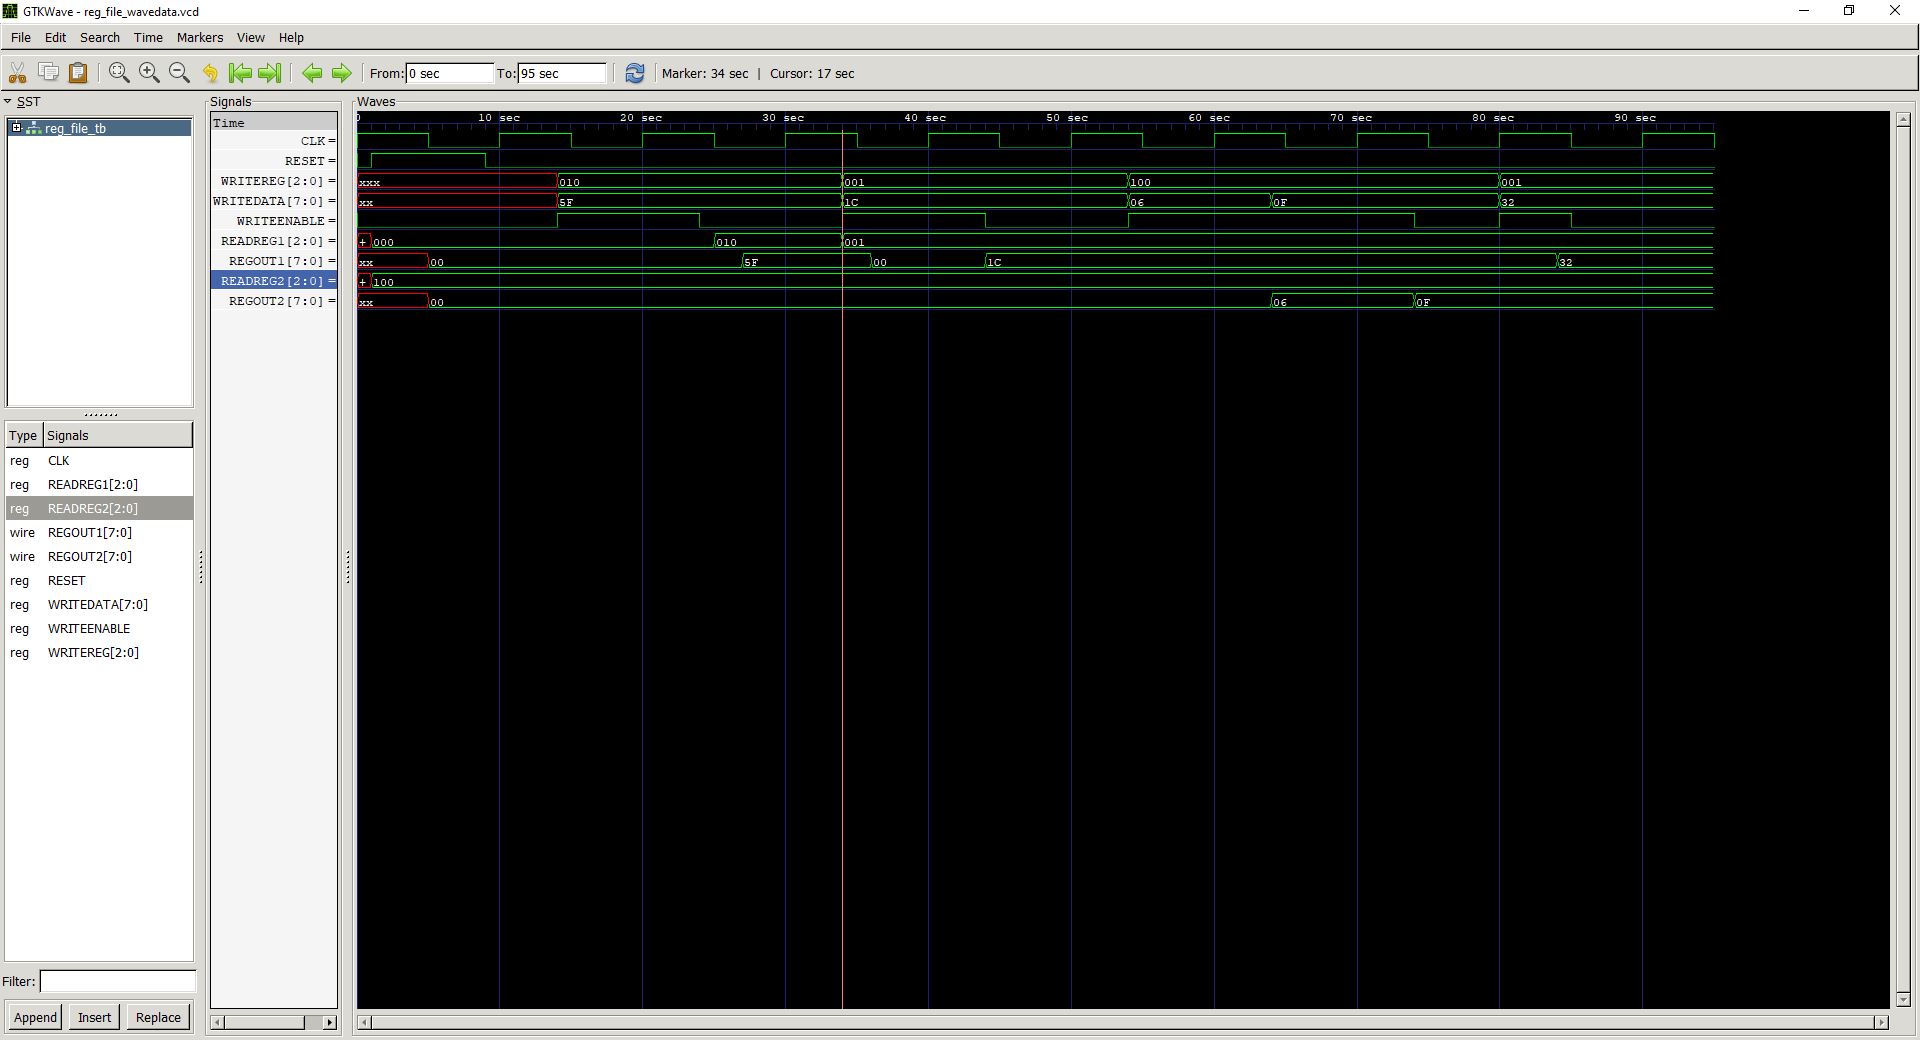 GTKWave - reg_file_wavedata.vcd
File Edit Search Time Markers View Help
From: 0 sec To: 95 sec Marker: 34 sec | Cursor: 17 sec
SST
reg_file_tb
Type Signals
reg CLK
reg READREG1[2:0]
reg READREG2[2:0]
wire REGOUT1[7:0]
wire REGOUT2[7:0]
reg RESET
reg WRITEDATA[7:0]
reg WRITEENABLE
reg WRITEREG[2:0]
Filter:
Append Insert Replace
Signals
Time
CLK =
RESET =
WRITEREG[2:0] =
WRITEDATA[7:0] =
WRITEENABLE =
READREG1[2:0] =
REGOUT1[7:0] =
READREG2[2:0] =
REGOUT2[7:0] =
Waves
0 10 sec 20 sec 30 sec 40 sec 50 sec 60 sec 70 sec 80 sec 90 sec
xxx 010 001 100 001
xx 5F 1C 06 0F 32
+ 000 010 001
xx 00 5F 00 1C 32
+ 100
xx 00 06 0F